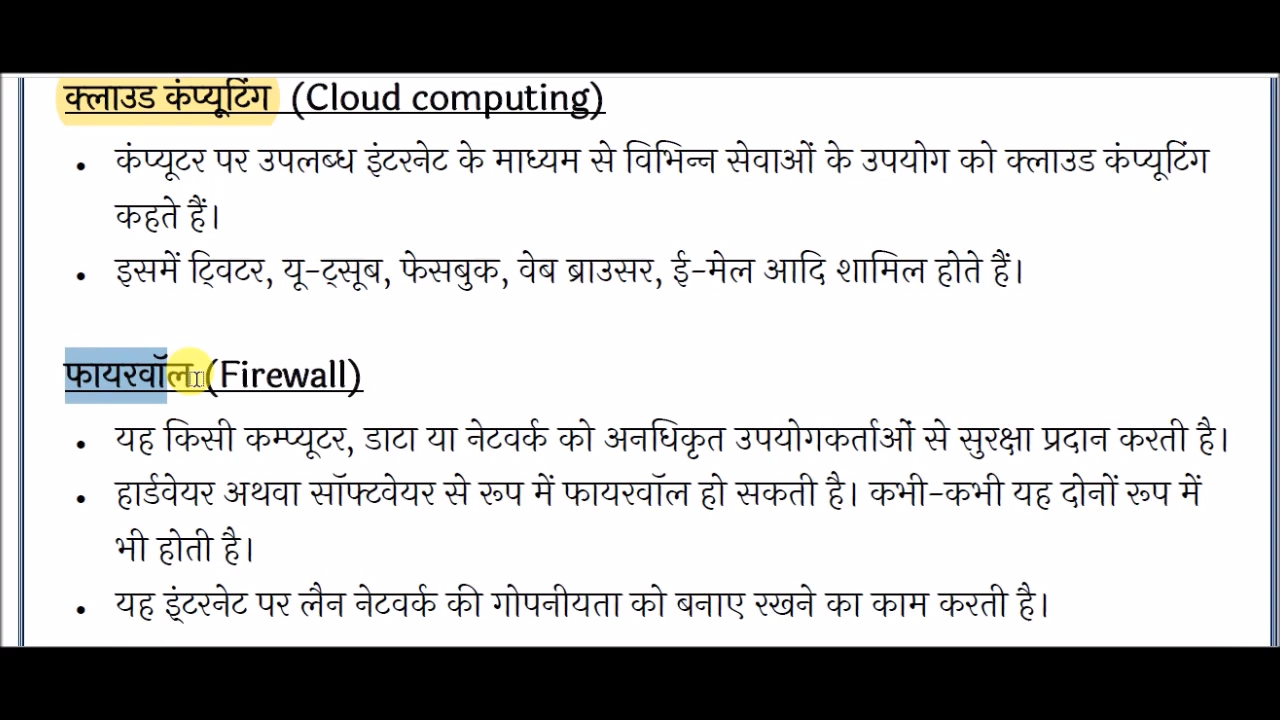 क्लाउड कंप्यूटिंग (Cloud computing)
• कंप्यूटर पर उपलब्ध इंटरनेट के माध्यम से विभिन्न सेवाओं के उपयोग को क्लाउड कंप्यूटिंग
कहते हैं।
• इसमें ट्विटर, यू-ट्सूब, फेसबुक, वेब ब्राउसर, ई-मेल आदि शामिल होते हैं।
फायरवॉल (Firewall)
• यह किसी कम्प्यूटर, डाटा या नेटवर्क को अनधिकृत उपयोगकर्ताओं से सुरक्षा प्रदान करती है।
• हार्डवेयर अथवा सॉफ्टवेयर से रूप में फायरवॉल हो सकती है। कभी-कभी यह दोनों रूप में
भी होती है।
• यह इ्ंटरनेट पर लैन नेटवर्क की गोपनीयता को बनाए रखने का काम करती है।